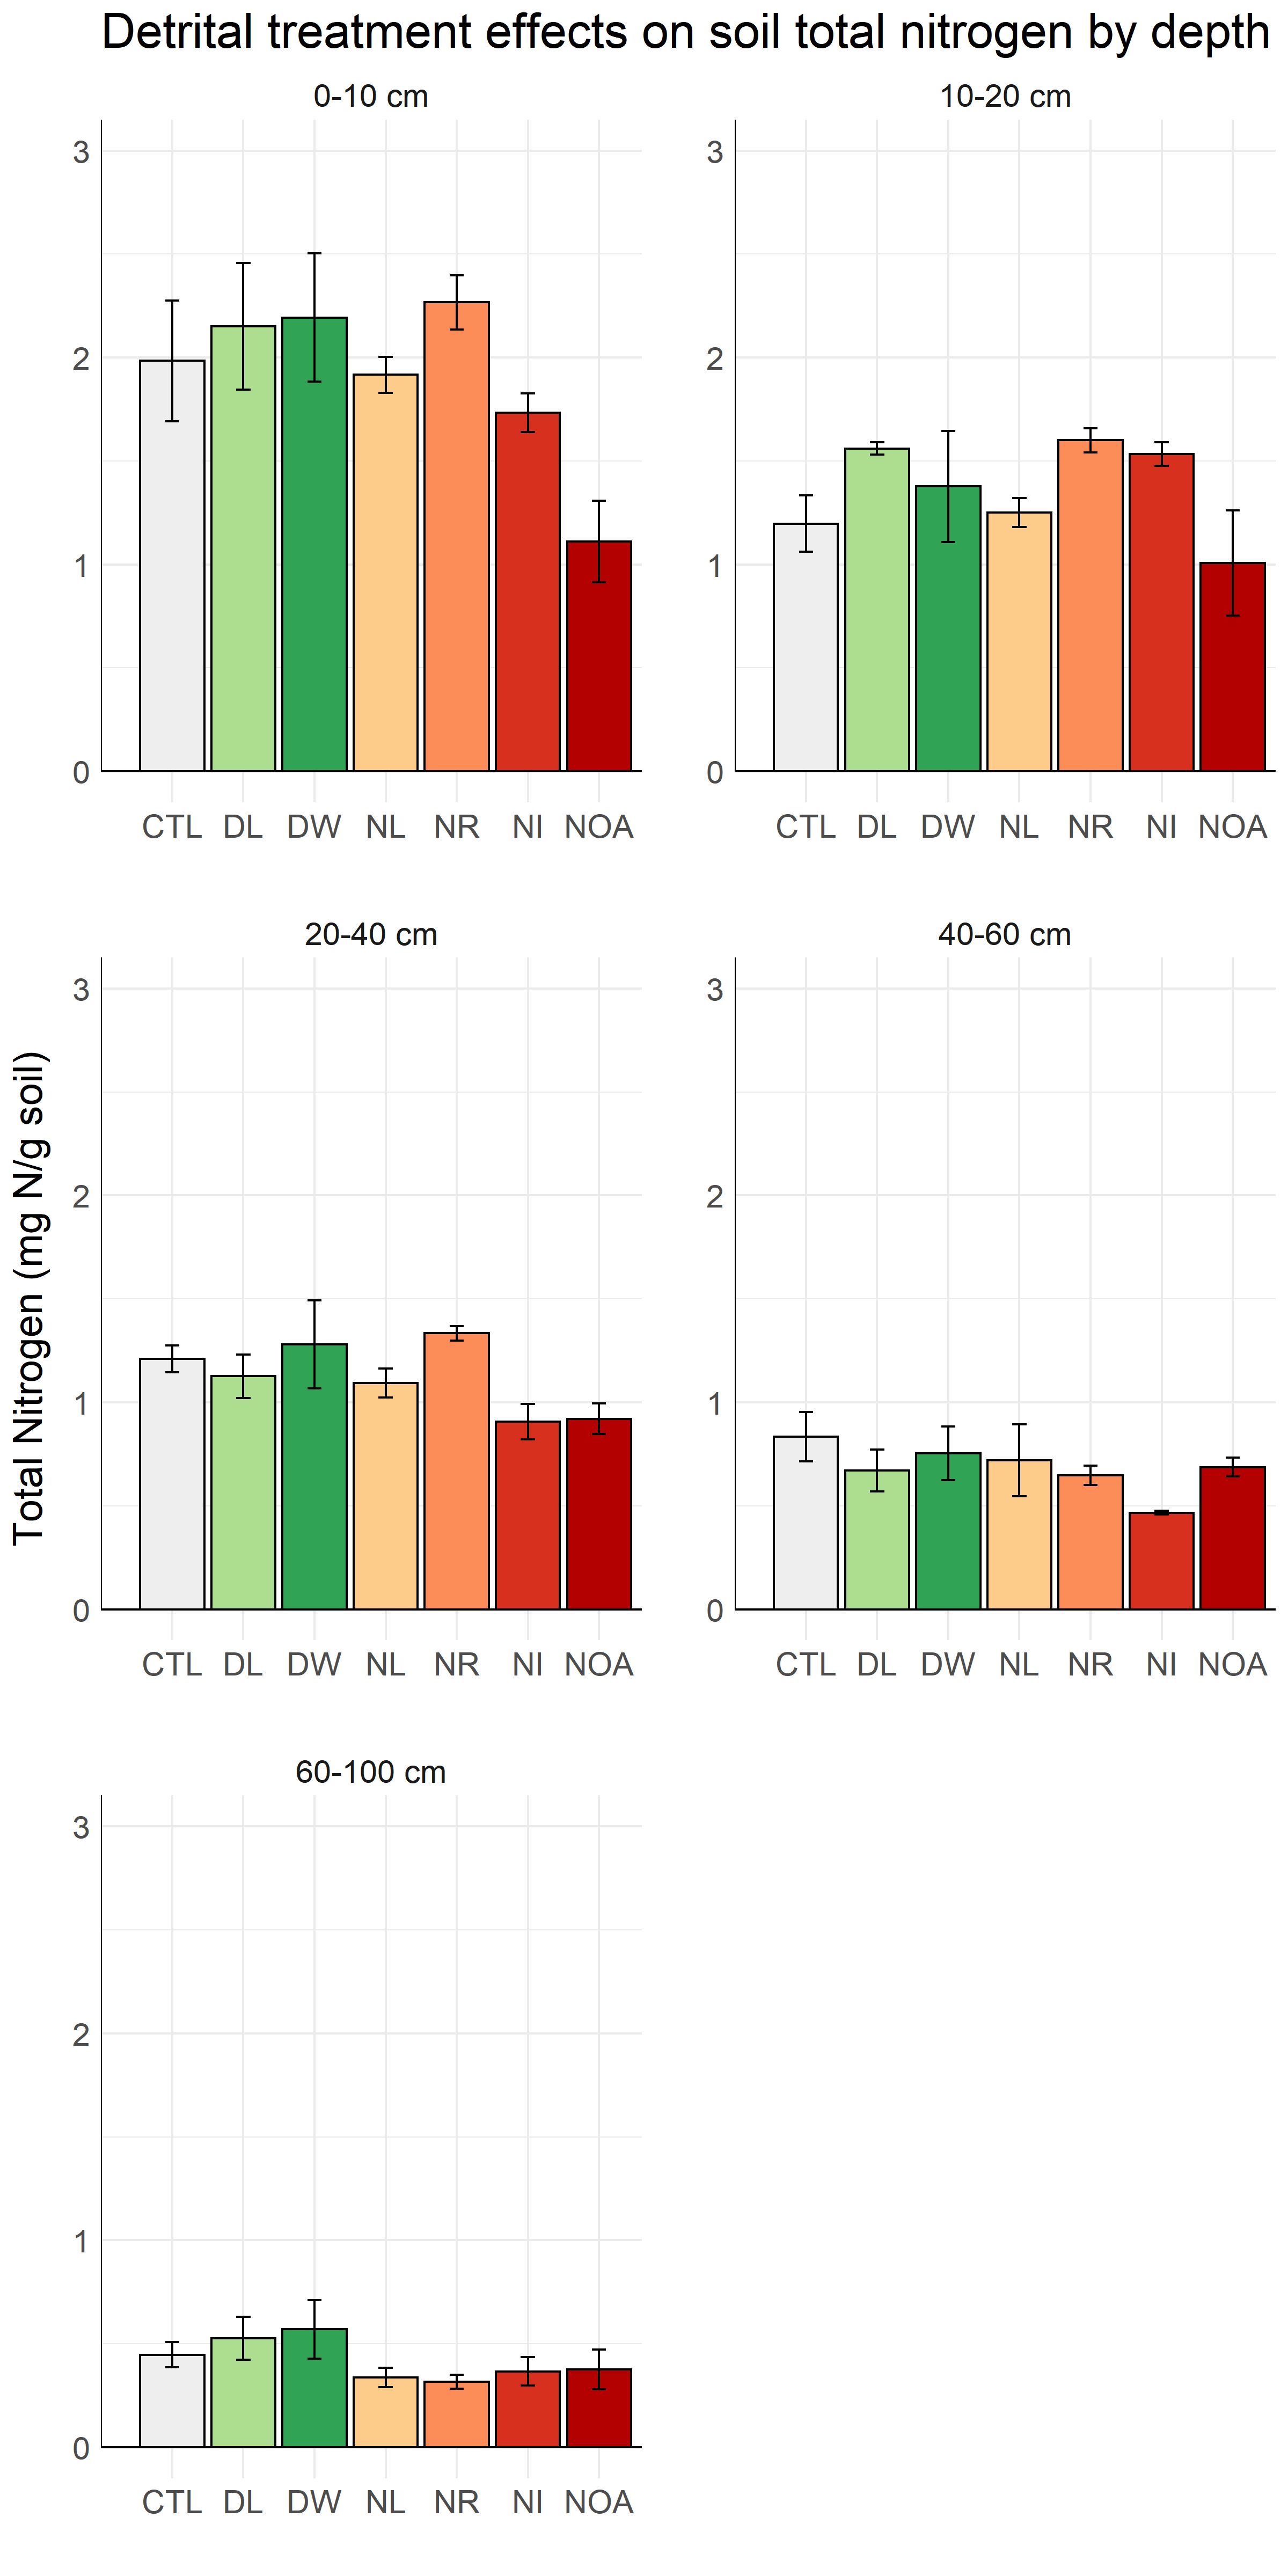 Detrital treatment effects on soil total nitrogen by depth
0-10 cm
3
2
1
0
CTL DL DW NL NR NI NOA
10-20 cm
3
2
1
0
CTL DL DW NL NR NI NOA
Total Nitrogen (mg N/g soil)
20-40 cm
3
2
1
0
CTL DL DW NL NR NI NOA
40-60 cm
3
2
1
0
CTL DL DW NL NR NI NOA
60-100 cm
3
2
1
0
CTL DL DW NL NR NI NOA